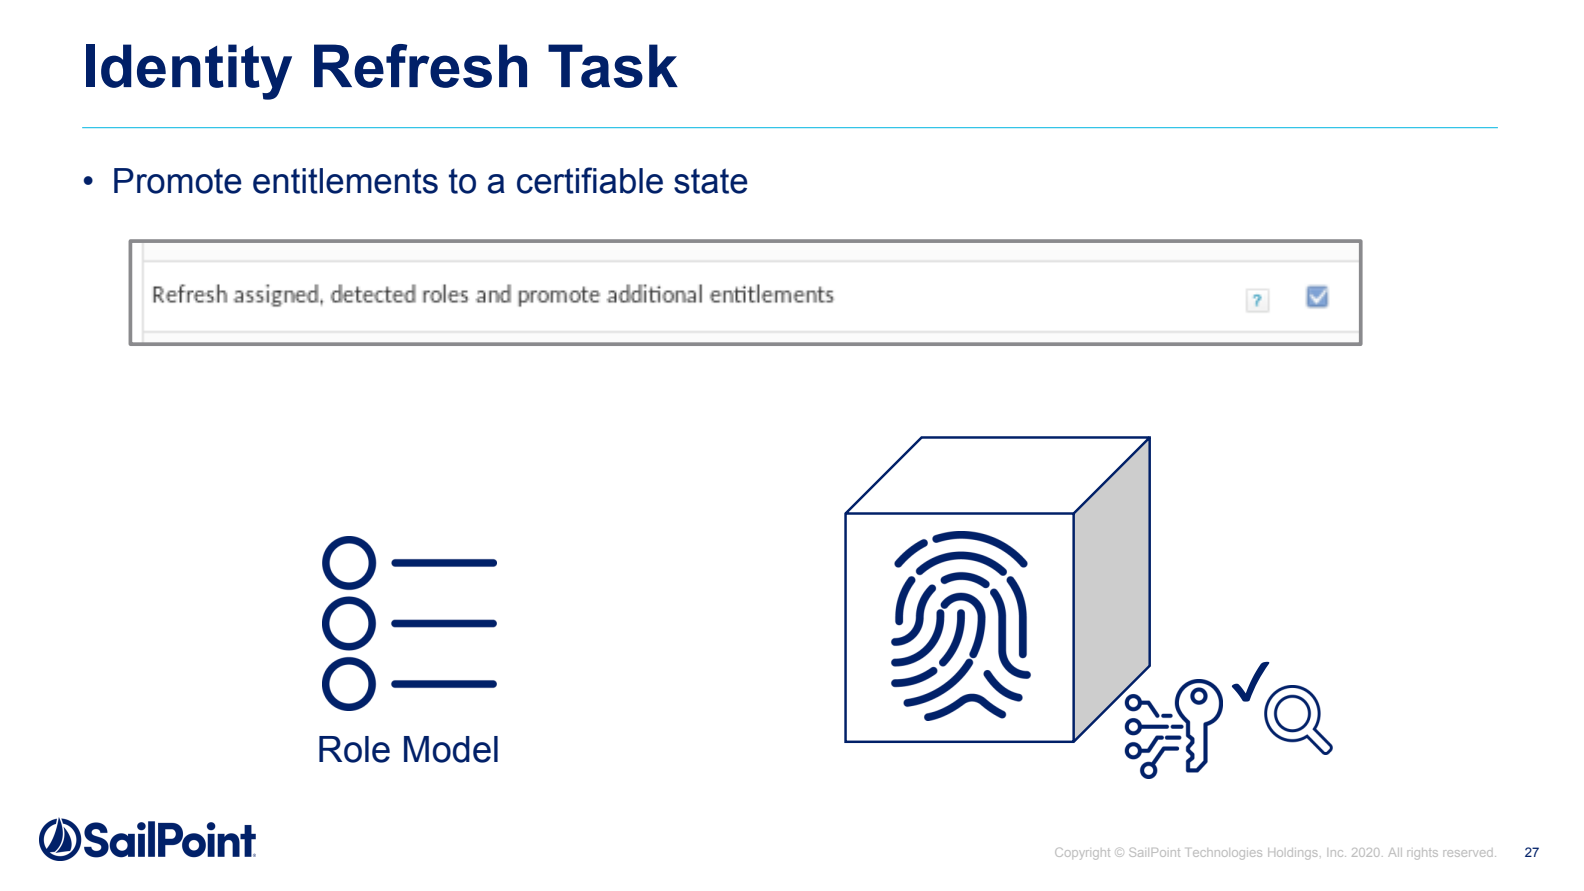 Identity Refresh Task
• Promote entitlements to a certifiable state
Refresh assigned, detected roles and promote additional entitlements ?
Role Model
SailPoint
Copyright © SailPoint Technologies Holdings, Inc. 2020. All rights reserved. 27